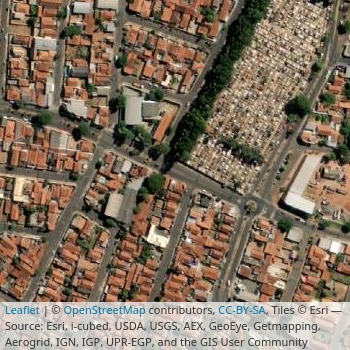 Leaflet | © OpenStreetMap contributors, CC-BY-SA, Tiles © Esri —
Source: Esri, i-cubed, USDA, USGS, AEX, GeoEye, Getmapping,
Aerogrid, IGN, IGP, UPR-EGP, and the GIS User Community